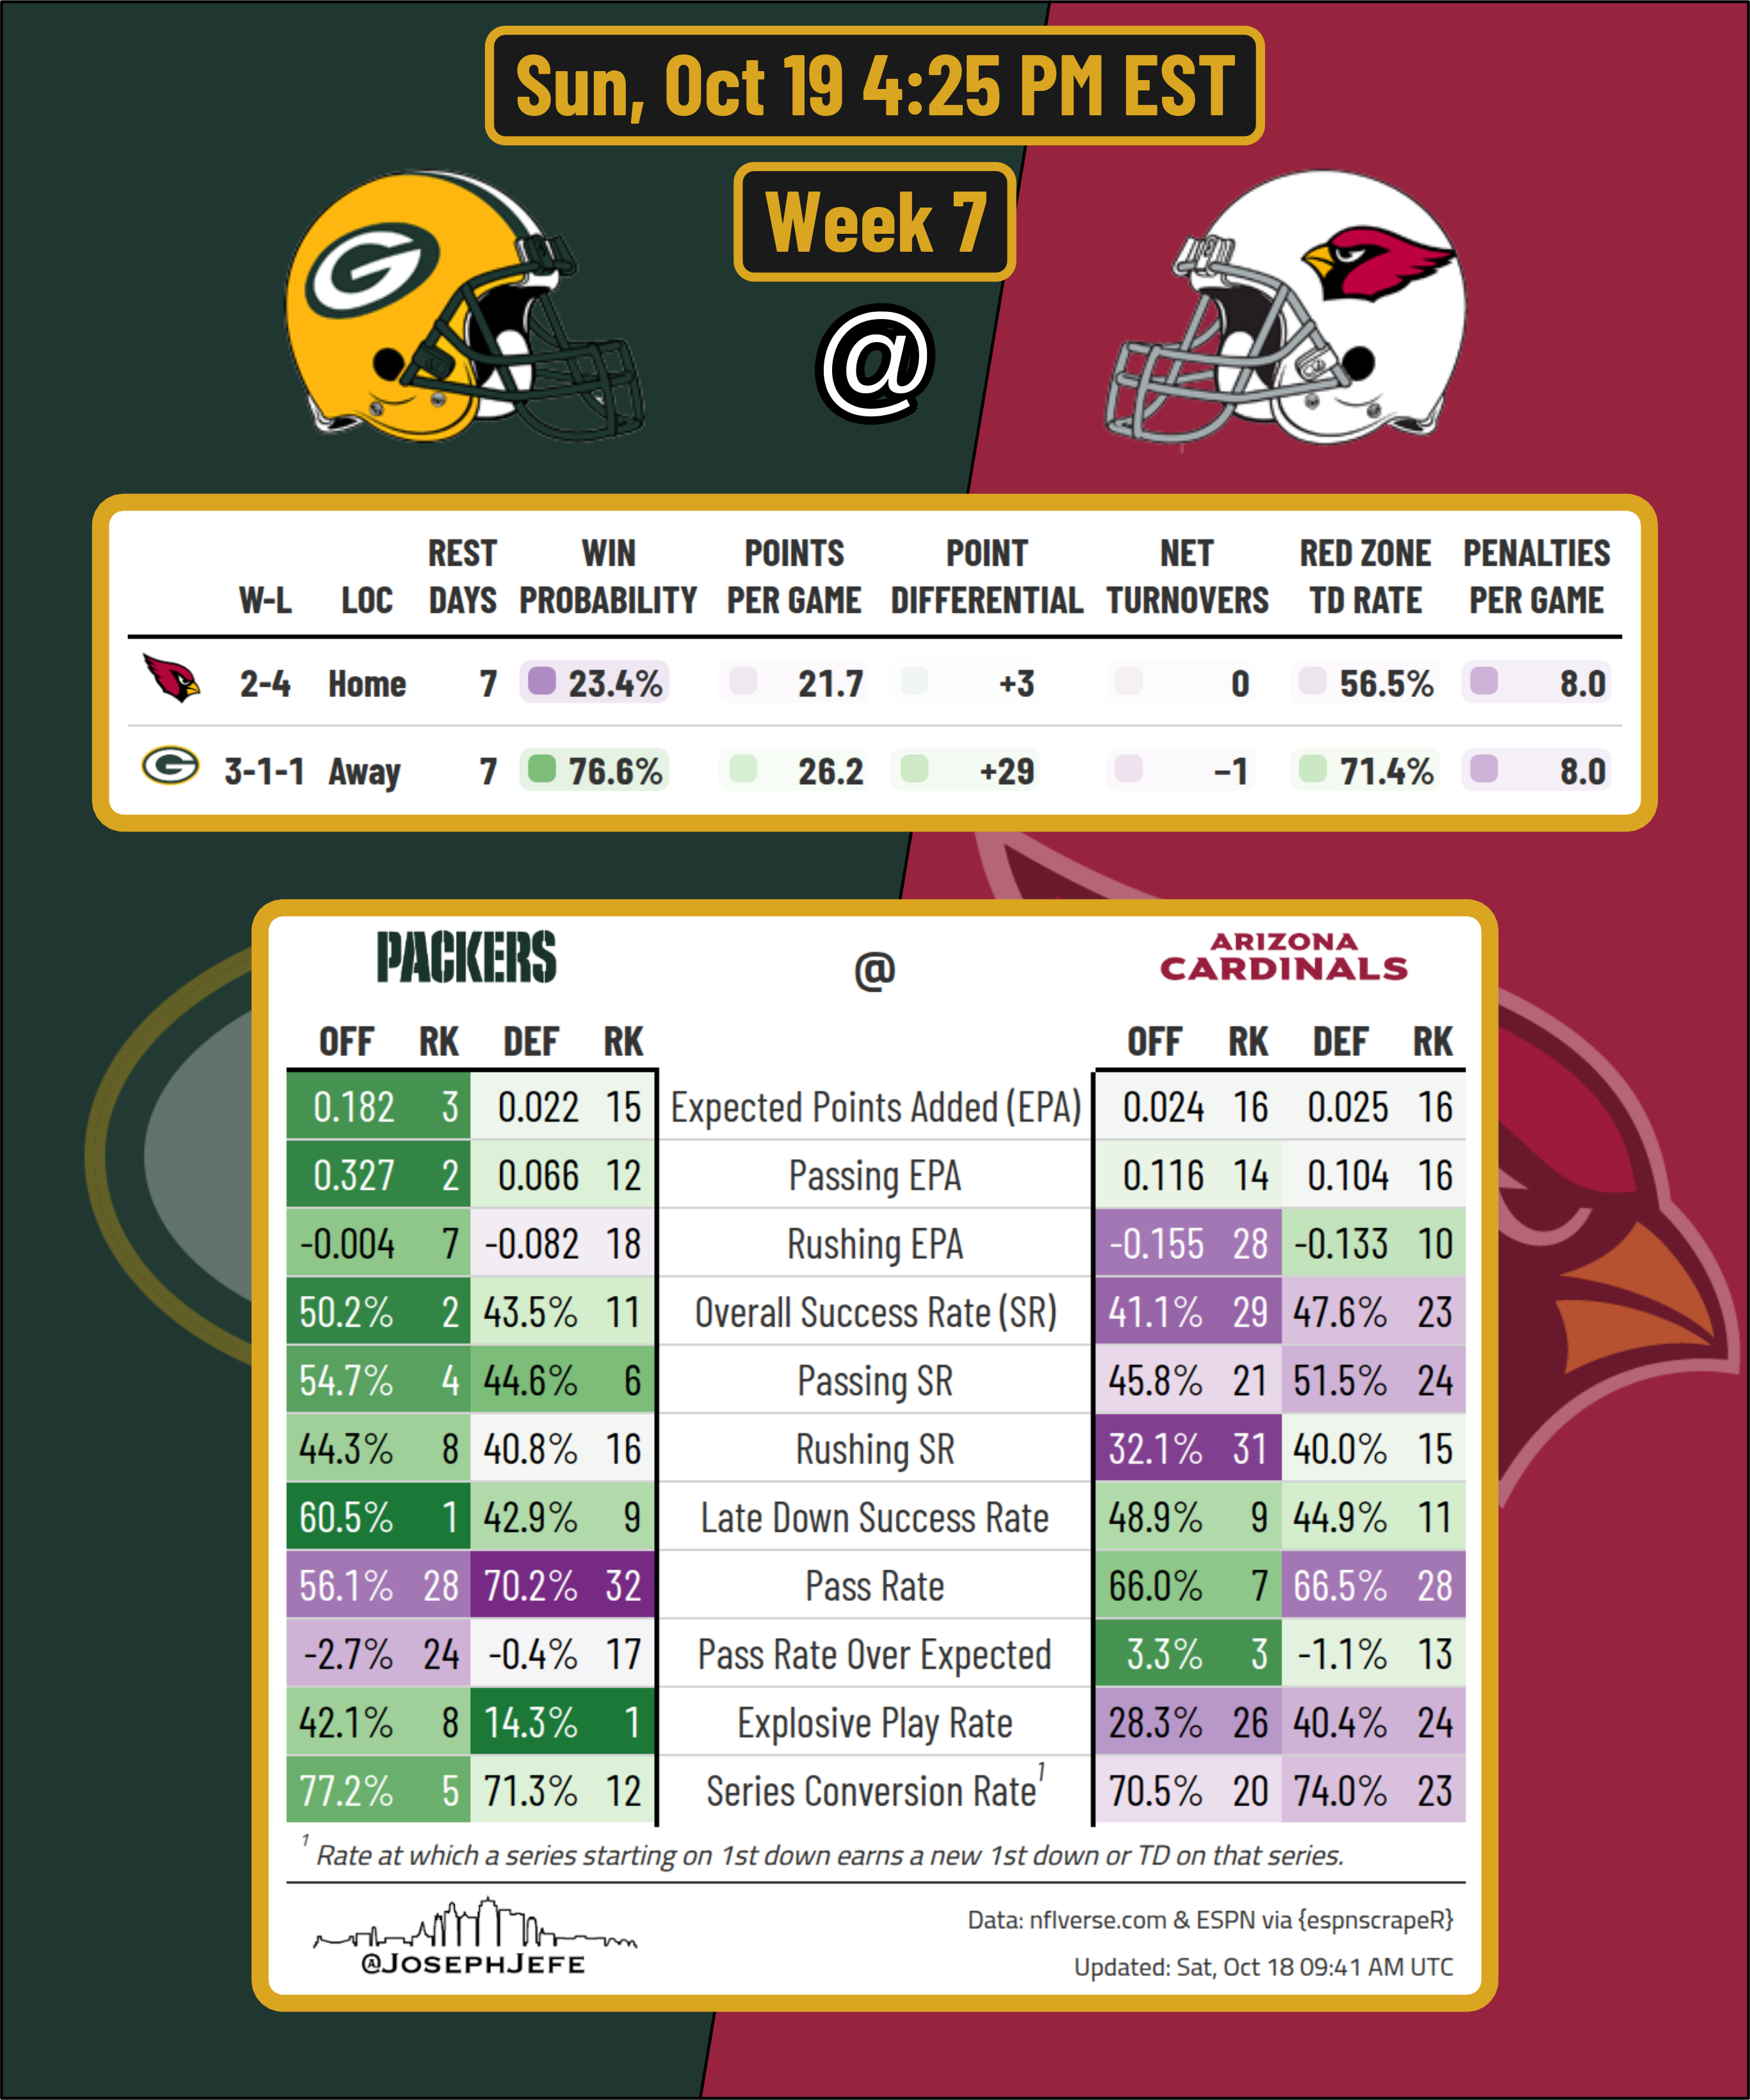 Sun, Oct 19 4:25 PM EST
Week 7
G
@
REST WIN POINTS POINT NET RED ZONE PENALTIES
W-L LOC DAYS PROBABILITY PER GAME DIFFERENTIAL TURNOVERS TD RATE PER GAME
2-4 Home 7 23.4% 21.7 +3 0 56.5% 8.0
G 3-1-1 Away 7 76.6% 26.2 +29 −1 71.4% 8.0
PACKERS @ ARIZONA CARDINALS
OFF RK DEF RK OFF RK DEF RK
0.182 3 0.022 15 Expected Points Added (EPA) 0.024 16 0.025 16
0.327 2 0.066 12 Passing EPA 0.116 14 0.104 16
-0.004 7 -0.082 18 Rushing EPA -0.155 28 -0.133 10
50.2% 2 43.5% 11 Overall Success Rate (SR) 41.1% 29 47.6% 23
54.7% 4 44.6% 6 Passing SR 45.8% 21 51.5% 24
44.3% 8 40.8% 16 Rushing SR 32.1% 31 40.0% 15
60.5% 1 42.9% 9 Late Down Success Rate 48.9% 9 44.9% 11
56.1% 28 70.2% 32 Pass Rate 66.0% 7 66.5% 28
-2.7% 24 -0.4% 17 Pass Rate Over Expected 3.3% 3 -1.1% 13
42.1% 8 14.3% 1 Explosive Play Rate 28.3% 26 40.4% 24
77.2% 5 71.3% 12 Series Conversion Rate¹ 70.5% 20 74.0% 23
¹ Rate at which a series starting on 1st down earns a new 1st down or TD on that series.
@JOSEPHJEFE
Data: nflverse.com & ESPN via {espnscrapeR}
Updated: Sat, Oct 18 09:41 AM UTC